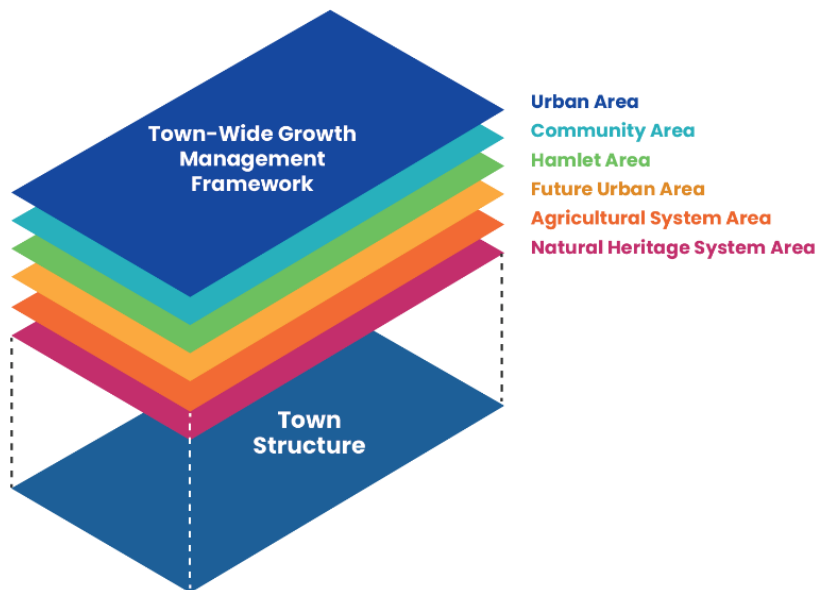 Town-Wide Growth
Management
Framework
Urban Area
Community Area
Hamlet Area
Future Urban Area
Agricultural System Area
Natural Heritage System Area
Town
Structure